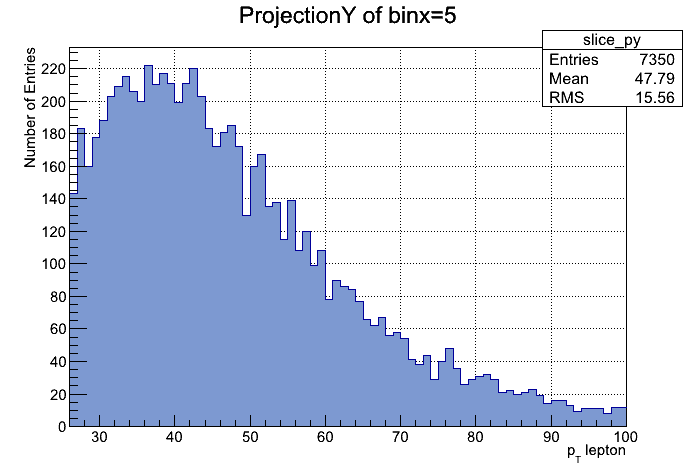 ProjectionY of binx=5
slice_py
Entries 7350
Mean 47.79
RMS 15.56
Number of Entries
220
200
180
160
140
120
100
80
60
40
20
0
30 40 50 60 70 80 90 100
pT lepton